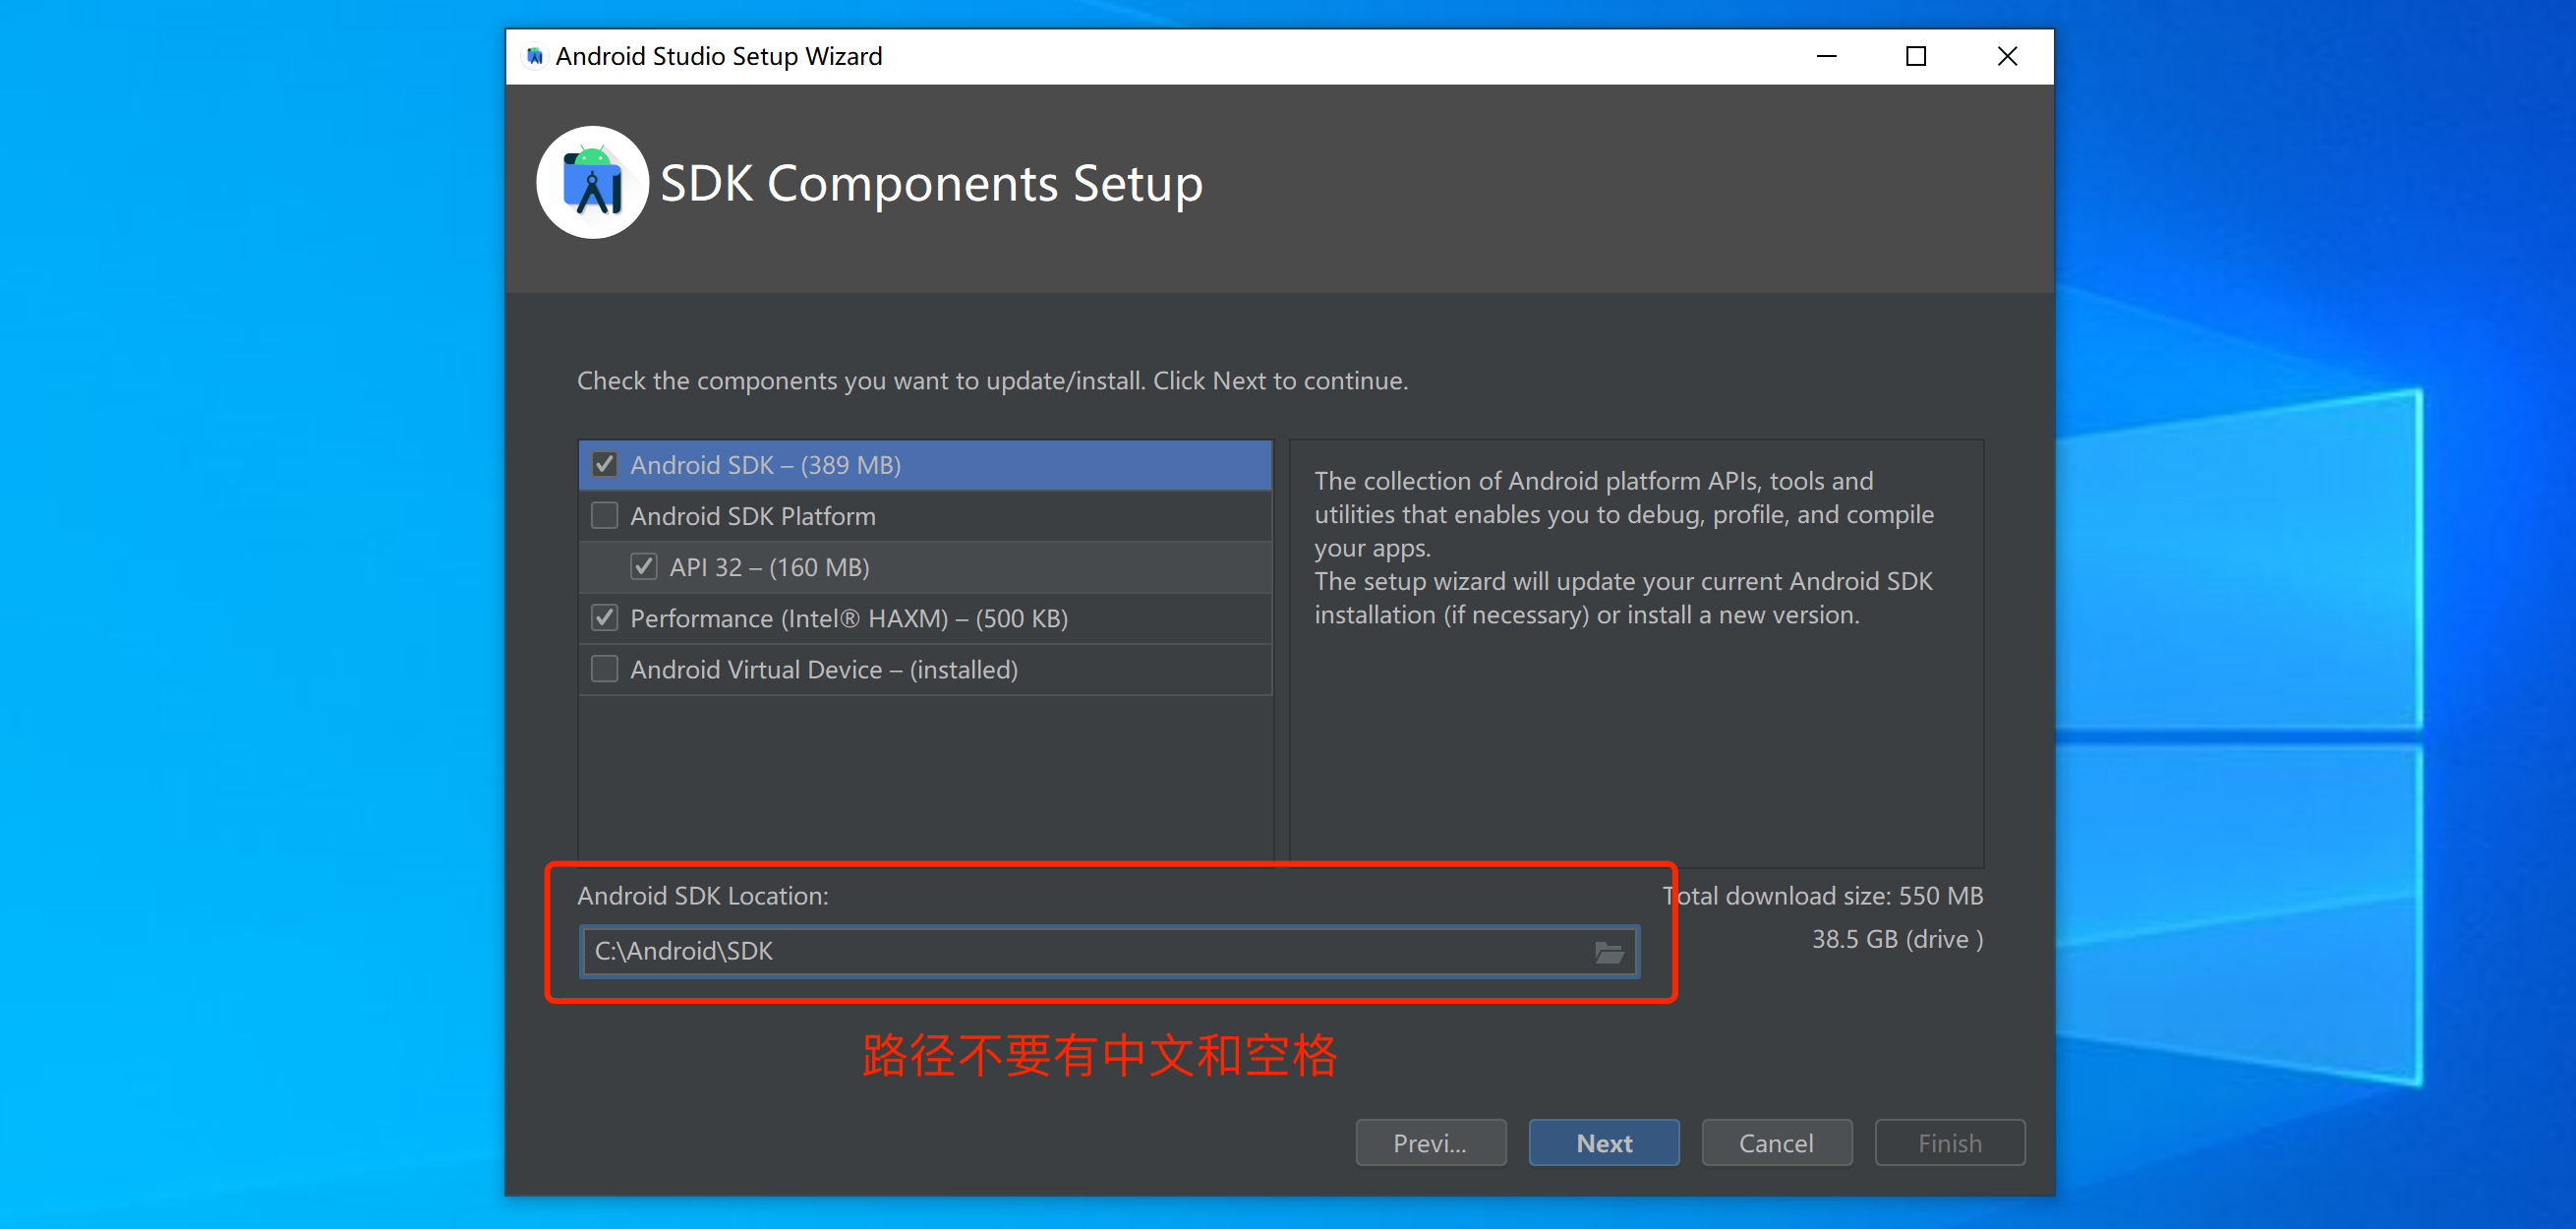 Android Studio Setup Wizard
SDK Components Setup
Check the components you want to update/install. Click Next to continue.
Android SDK – (389 MB)
Android SDK Platform
API 32 – (160 MB)
Performance (Intel® HAXM) – (500 KB)
Android Virtual Device – (installed)
The collection of Android platform APIs, tools and
utilities that enables you to debug, profile, and compile
your apps.
The setup wizard will update your current Android SDK
installation (if necessary) or install a new version.
Android SDK Location:
C:\Android\SDK
Total download size: 550 MB
38.5 GB (drive )
路径不要有中文和空格
Previ...
Next
Cancel
Finish